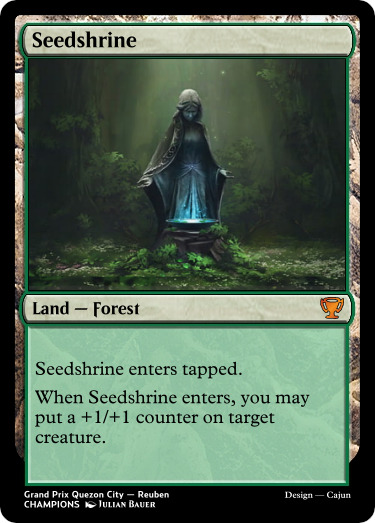 Seedshrine
Land — Forest
Seedshrine enters tapped.
When Seedshrine enters, you may
put a +1/+1 counter on target
creature.
Grand Prix Quezon City — Reuben
Design — Cajun
CHAMPIONS Julian Bauer